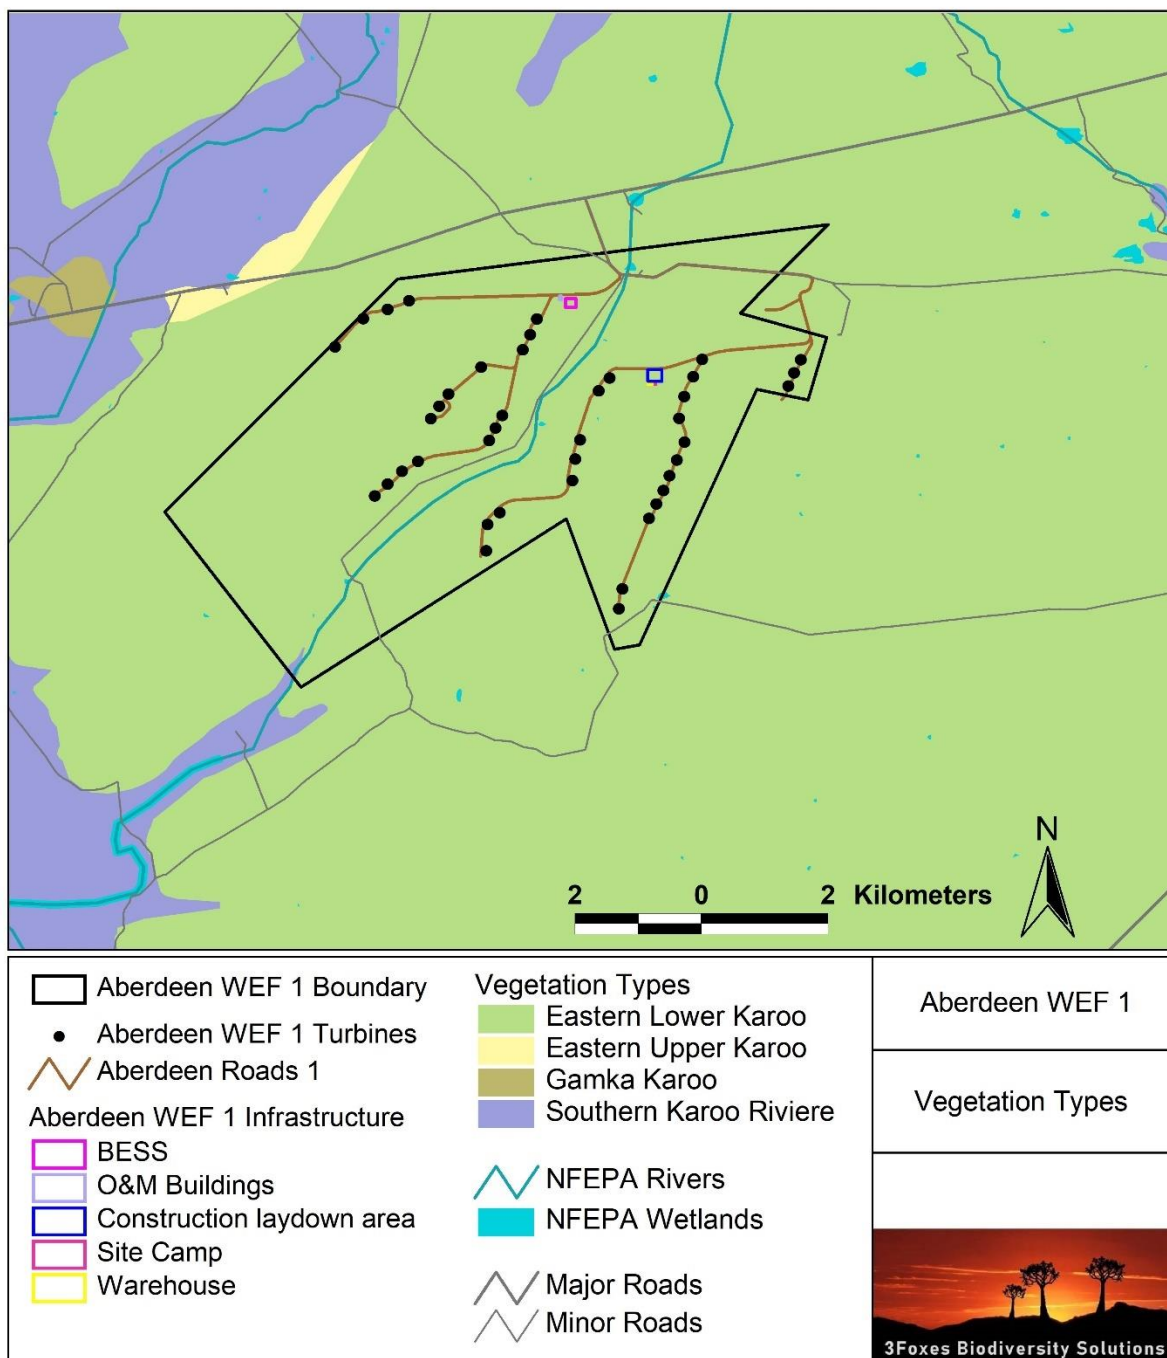 N
2 0 2 Kilometers
Aberdeen WEF 1 Boundary
Aberdeen WEF 1 Turbines
Aberdeen Roads 1
Aberdeen WEF 1 Infrastructure
BESS
O&M Buildings
Construction laydown area
Site Camp
Warehouse
Vegetation Types
Eastern Lower Karoo
Eastern Upper Karoo
Gamka Karoo
Southern Karoo Riviere
NFEPA Rivers
NFEPA Wetlands
Major Roads
Minor Roads
Aberdeen WEF 1
Vegetation Types
3Foxes Biodiversity Solutions